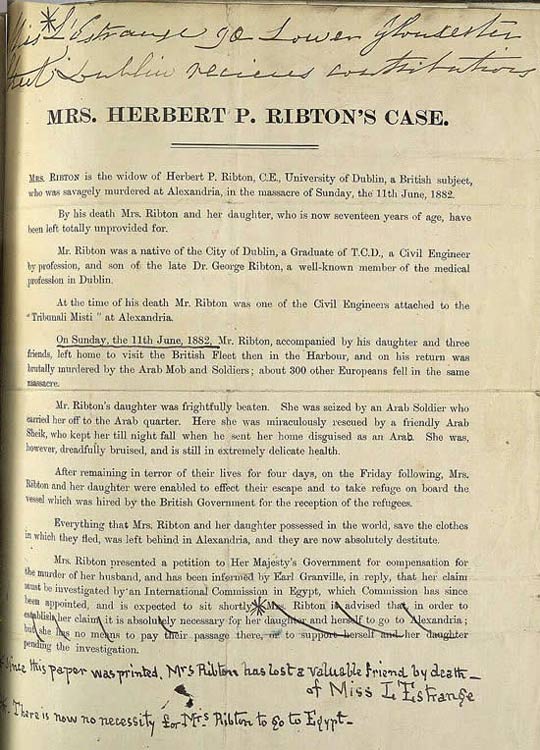 Miss L'Estrange 90 Lower Gloucester
Street Dublin recieves contributions
MRS. HERBERT P. RIBTON'S CASE.
MRS. RIBTON is the widow of Herbert P. Ribton, C.E., University of Dublin, a British subject,
who was savagely murdered at Alexandria, in the massacre of Sunday, the 11th June, 1882.
By his death Mrs. Ribton and her daughter, who is now seventeen years of age, have
been left totally unprovided for.
Mr. Ribton was a native of the City of Dublin, a Graduate of T.C.D., a Civil Engineer
by profession, and son of the late Dr. George Ribton, a well-known member of the medical
profession in Dublin.
At the time of his death Mr. Ribton was one of the Civil Engineers attached to the
"Tribunali Misti" at Alexandria.
On Sunday, the 11th June, 1882, Mr. Ribton, accompanied by his daughter and three
friends, left home to visit the British Fleet then in the Harbour, and on his return was
brutally murdered by the Arab Mob and Soldiers; about 300 other Europeans fell in the same
massacre.
Mr. Ribton's daughter was frightfully beaten. She was seized by an Arab Soldier who
carried her off to the Arab quarter. Here she was miraculously rescued by a friendly Arab
Sheik, who kept her till night fall when he sent her home disguised as an Arab. She was,
however, dreadfully bruised, and is still in extremely delicate health.
After remaining in terror of their lives for four days, on the Friday following, Mrs.
Ribton and her daughter were enabled to effect their escape and to take refuge on board the
vessel which was hired by the British Government for the reception of the refugees.
Everything that Mrs. Ribton and her daughter possessed in the world, save the clothes
in which they fled, was left behind in Alexandria, and they are now absolutely destitute.
Mrs. Ribton presented a petition to Her Majesty's Government for compensation for
the murder of her husband, and has been informed by Earl Granville, in reply, that her claim
must be investigated by an International Commission in Egypt, which Commission has since
been appointed, and is expected to sit shortly. * Mrs. Ribton is advised that in order to
establish her claim it is absolutely necessary for her daughter and herself to go to Alexandria;
but she has no means to pay their passage there, or to support herself and her daughter
pending the investigation.
Since this paper was printed, Mrs Ribton has lost a valuable friend by death –
of Miss L'Estrange
*. There is now no necessity for Mrs Ribton to go to Egypt –